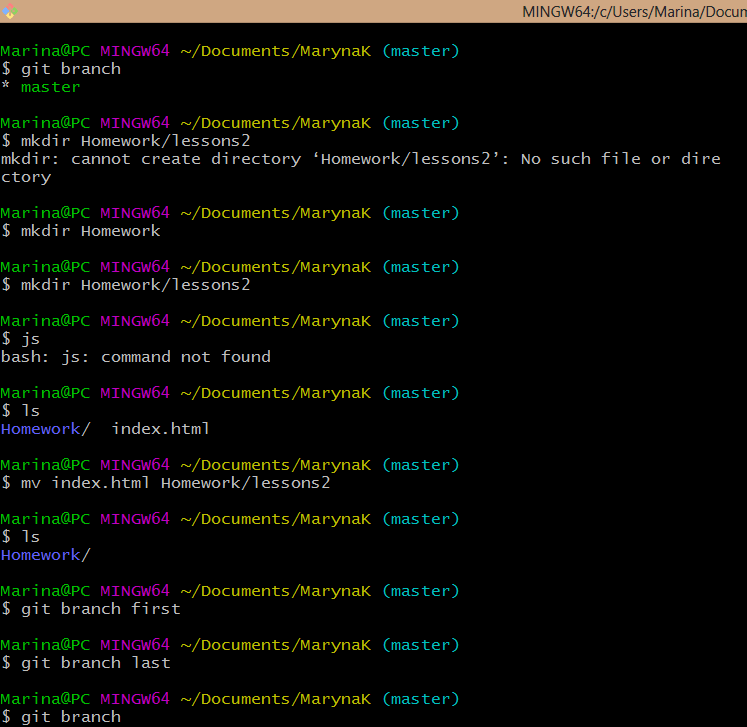 MINGW64:/c/Users/Marina/Docum
Marina@PC MINGW64 ~/Documents/MarynaK (master)
$ git branch
* master
Marina@PC MINGW64 ~/Documents/MarynaK (master)
$ mkdir Homework/lessons2
mkdir: cannot create directory ‘Homework/lessons2’: No such file or dire
ctory
Marina@PC MINGW64 ~/Documents/MarynaK (master)
$ mkdir Homework
Marina@PC MINGW64 ~/Documents/MarynaK (master)
$ mkdir Homework/lessons2
Marina@PC MINGW64 ~/Documents/MarynaK (master)
$ js
bash: js: command not found
Marina@PC MINGW64 ~/Documents/MarynaK (master)
$ ls
Homework/  index.html
Marina@PC MINGW64 ~/Documents/MarynaK (master)
$ mv index.html Homework/lessons2
Marina@PC MINGW64 ~/Documents/MarynaK (master)
$ ls
Homework/
Marina@PC MINGW64 ~/Documents/MarynaK (master)
$ git branch first
Marina@PC MINGW64 ~/Documents/MarynaK (master)
$ git branch last
Marina@PC MINGW64 ~/Documents/MarynaK (master)
$ git branch